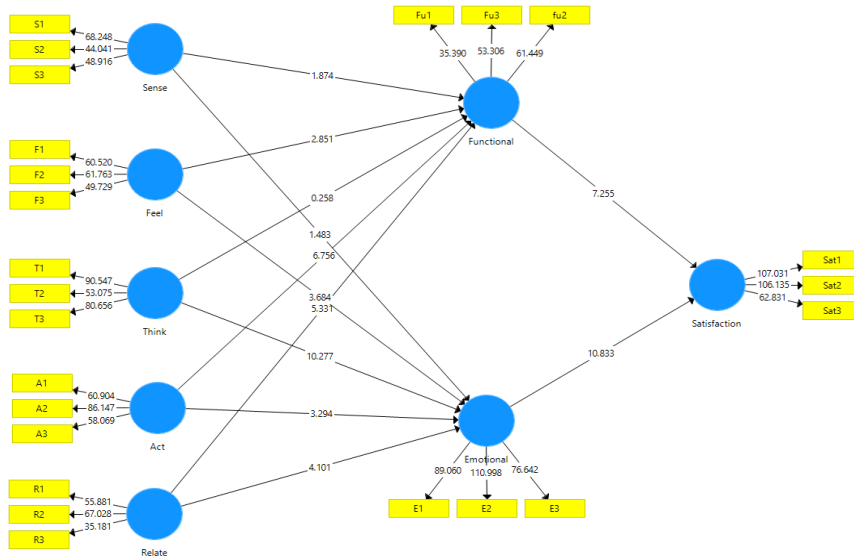 S1
68.248
S2
44.041
S3
48.916
Sense
F1
60.520
F2
61.763
F3
49.729
Feel
T1
90.547
T2
53.075
T3
80.656
Think
A1
60.904
A2
86.147
A3
58.069
Act
R1
55.881
R2
67.028
R3
35.181
Relate
1.874
2.851
0.258
1.483
6.756
3.684
5.331
10.277
3.294
4.101
Fu1
Fu3
fu2
35.390
53.306
61.449
Functional
Emotional
89.060
110.998
76.642
E1
E2
E3
7.255
10.833
Satisfaction
107.031
Sat1
106.135
Sat2
62.831
Sat3